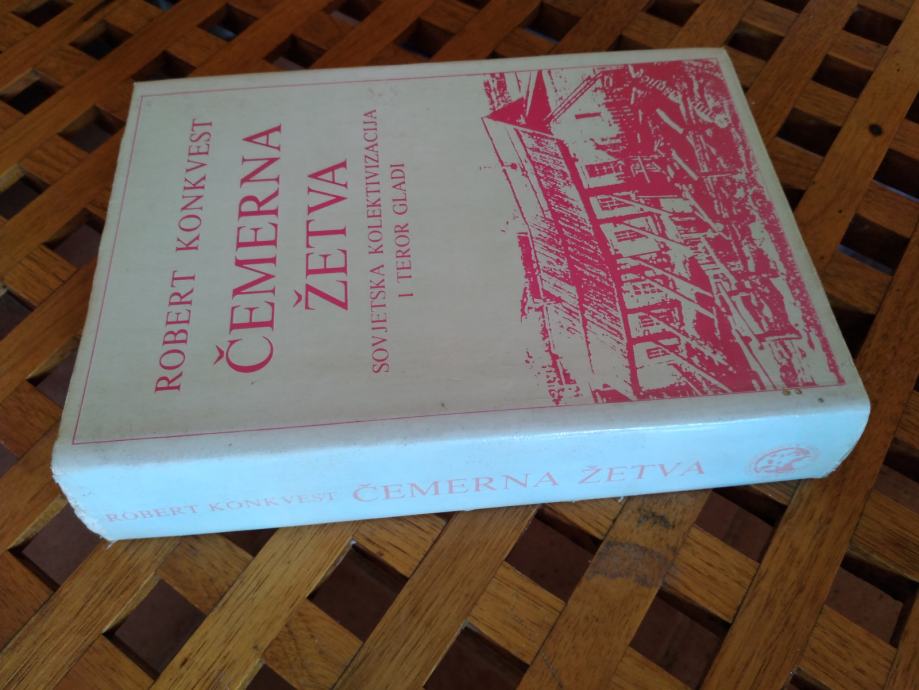 ROBERT KONKVEST
ČEMERNA
ŽETVA
SOVJETSKA KOLEKTIVIZACIJA
I TEROR GLADI
ROBERT KONKVEST ČEMERNA ŽETVA